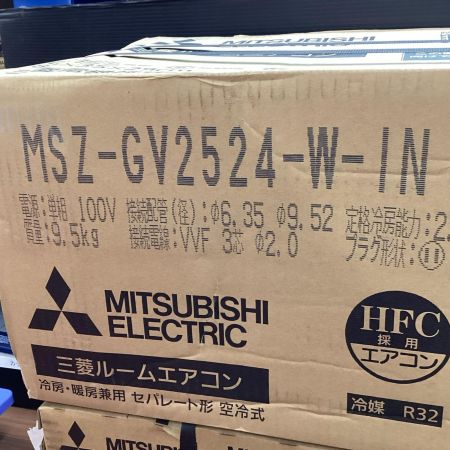 MSZ-GV2524-W-IN
電源:単相 100V 接続配管(径):φ6.35 φ9.52 定格冷房能力:2.
質量:9.5kg 接続電線:VVF 3芯 φ2.0 プラグ形状:
MITSUBISHI
ELECTRIC
三菱ルームエアコン
冷房・暖房兼用 セパレート形 空冷式
HFC
採用
エアコン
冷媒 R32
MITSUBISHI
MITSUB